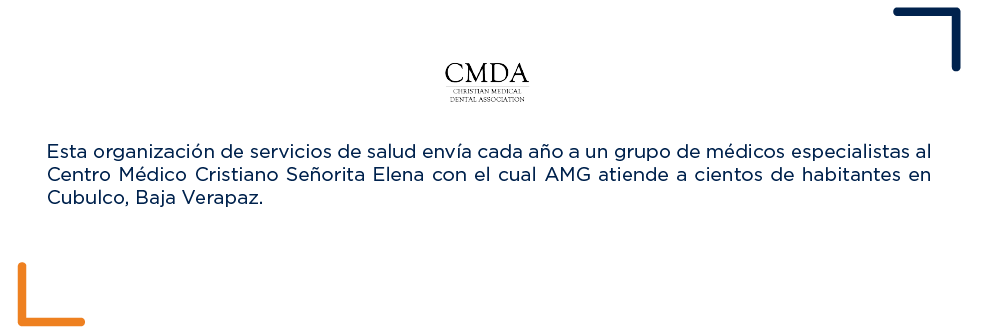 CMDA
CHRISTIAN MEDICAL
DENTAL ASSOCIATION
Esta organización de servicios de salud envía cada año a un grupo de médicos especialistas al
Centro Médico Cristiano Señorita Elena con el cual AMG atiende a cientos de habitantes en
Cubulco, Baja Verapaz.